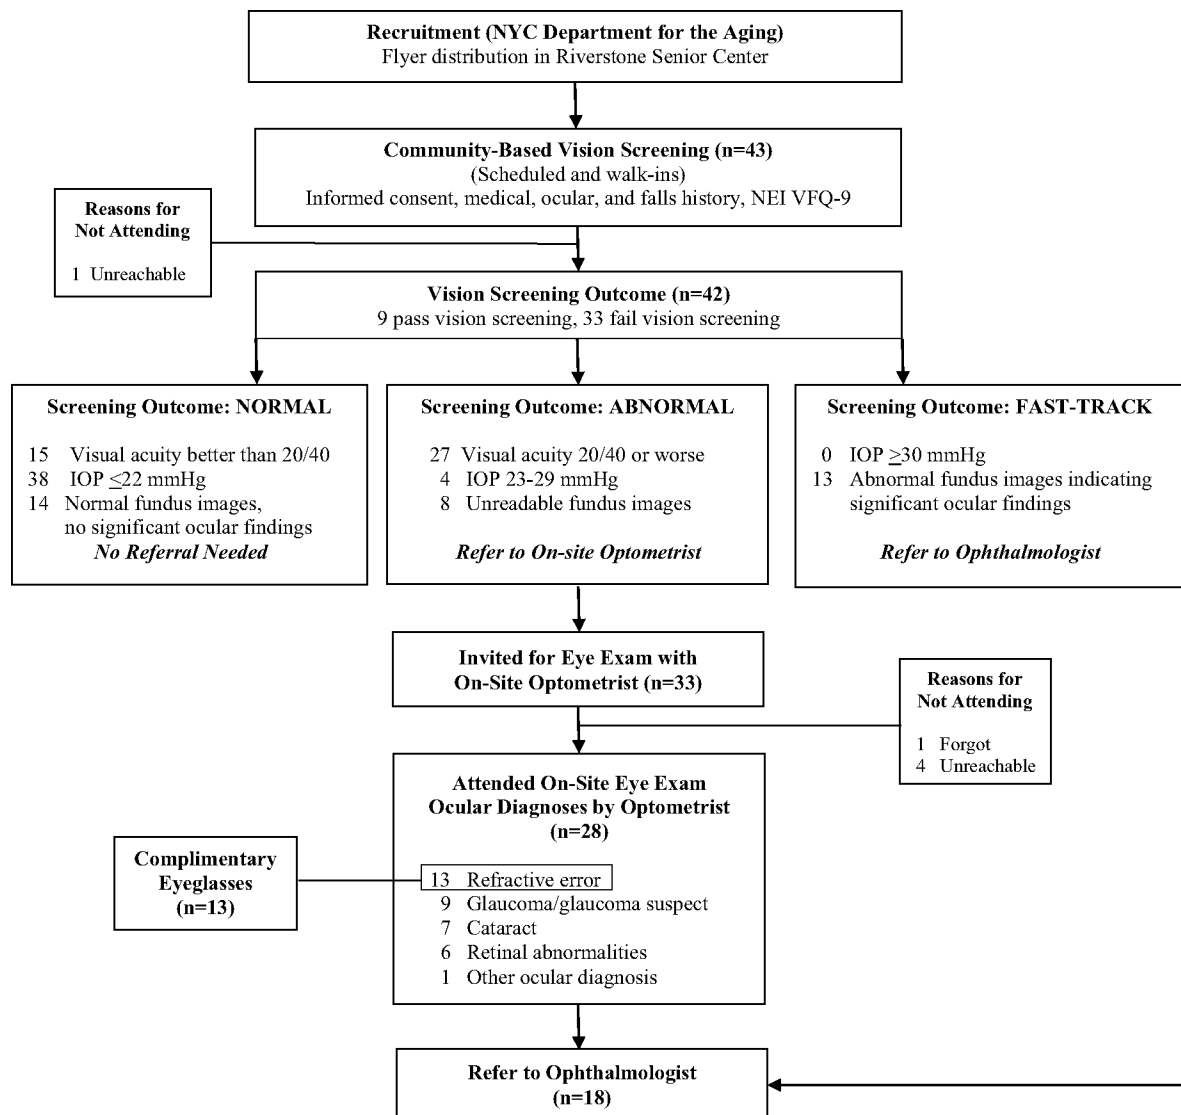 Recruitment (NYC Department for the Aging)
Flyer distribution in Riverstone Senior Center
Community-Based Vision Screening (n=43)
(Scheduled and walk-ins)
Informed consent, medical, ocular, and falls history, NEI VFQ-9
Reasons for
Not Attending
1 Unreachable
Vision Screening Outcome (n=42)
9 pass vision screening, 33 fail vision screening
Screening Outcome: NORMAL
15 Visual acuity better than 20/40
38 IOP ≤22 mmHg
14 Normal fundus images,
no significant ocular findings
No Referral Needed
Screening Outcome: ABNORMAL
27 Visual acuity 20/40 or worse
4 IOP 23-29 mmHg
8 Unreadable fundus images
Refer to On-site Optometrist
Screening Outcome: FAST-TRACK
0 IOP ≥30 mmHg
13 Abnormal fundus images indicating
significant ocular findings
Refer to Ophthalmologist
Invited for Eye Exam with
On-Site Optometrist (n=33)
Reasons for
Not Attending
1 Forgot
4 Unreachable
Attended On-Site Eye Exam
Ocular Diagnoses by Optometrist
(n=28)
13 Refractive error
9 Glaucoma/glaucoma suspect
7 Cataract
6 Retinal abnormalities
1 Other ocular diagnosis
Complimentary
Eyeglasses
(n=13)
Refer to Ophthalmologist
(n=18)